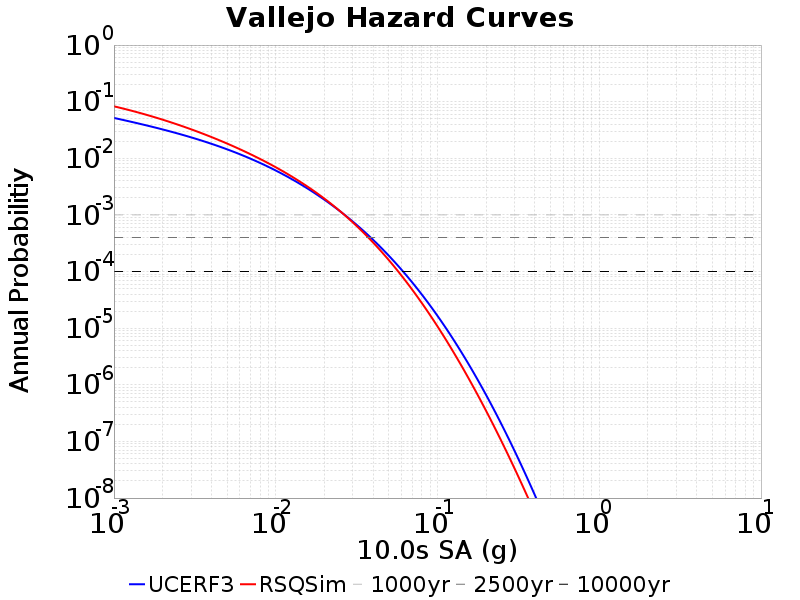 Vallejo Hazard Curves
Annual Probabilitiy
10^0
10^-1
10^-2
10^-3
10^-4
10^-5
10^-6
10^-7
10^-8
10^-3 10^-2 10^-1 10^0 10^1
10.0s SA (g)
UCERF3 RSQSim 1000yr 2500yr 10000yr